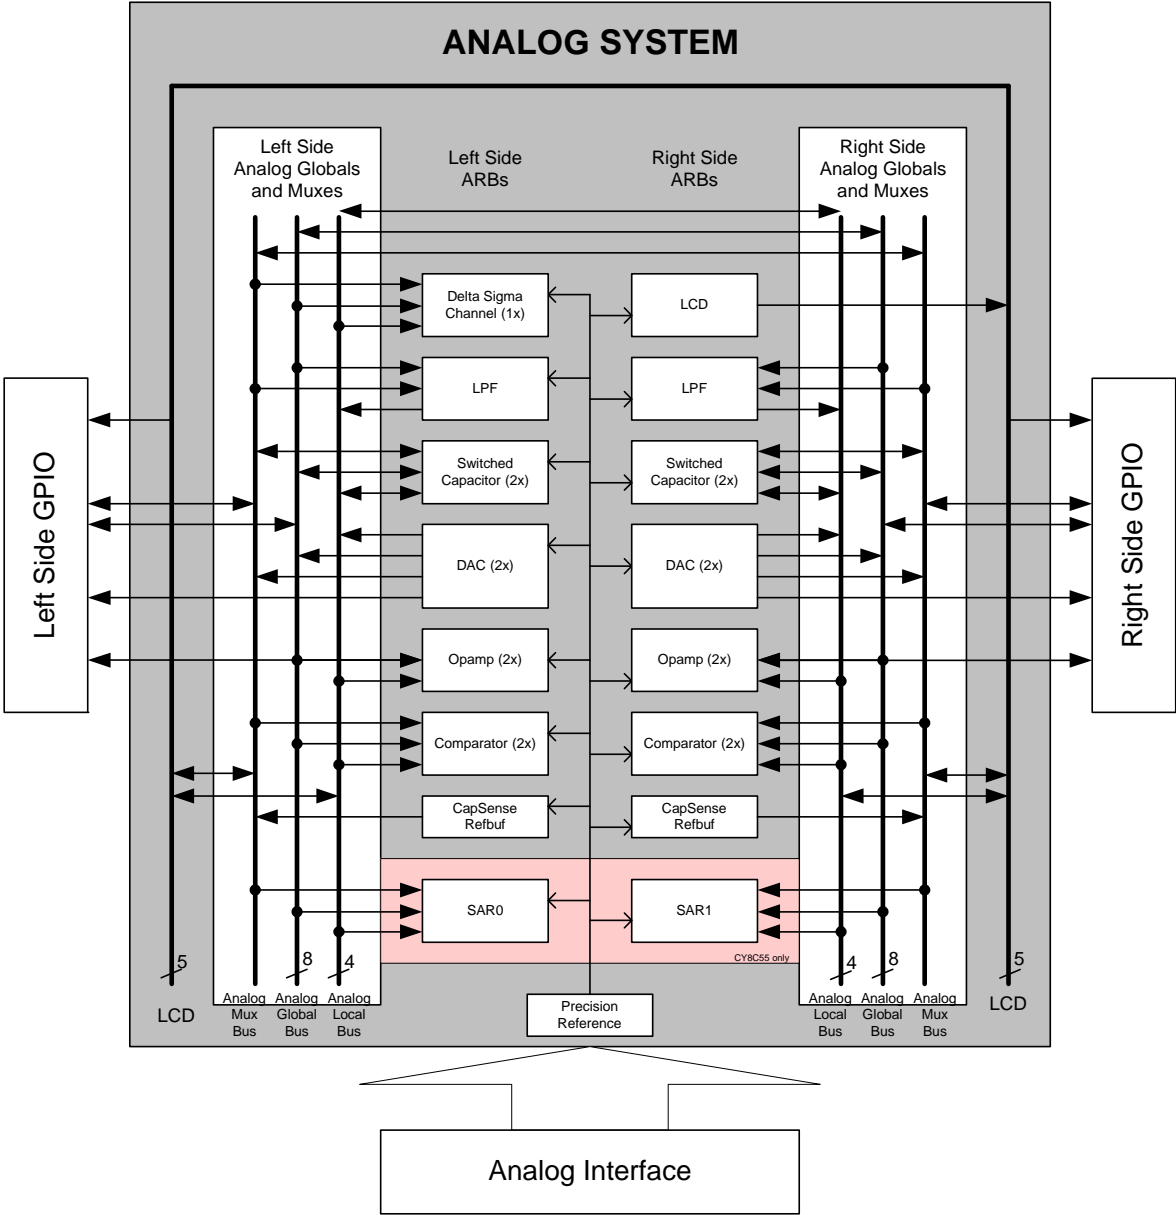 ANALOG SYSTEM
Left Side
Analog Globals
and Muxes
Left Side
ARBs
Right Side
ARBs
Right Side
Analog Globals
and Muxes
Delta Sigma
Channel (1x)
LCD
LPF
LPF
Switched
Capacitor (2x)
Switched
Capacitor (2x)
DAC (2x)
DAC (2x)
Opamp (2x)
Opamp (2x)
Comparator (2x)
Comparator (2x)
CapSense
Refbuf
CapSense
Refbuf
SAR0
SAR1
CY8C55 only
Left Side GPIO
Right Side GPIO
5
8
4
4
8
5
LCD
Analog
Mux
Bus
Analog
Global
Bus
Analog
Local
Bus
Precision
Reference
Analog
Local
Bus
Analog
Global
Bus
Analog
Mux
Bus
LCD
Analog Interface